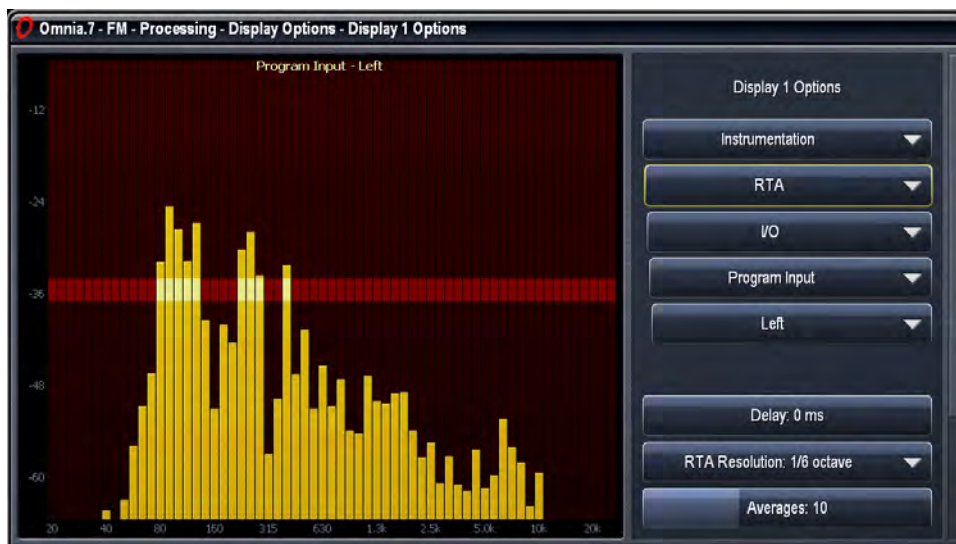 Omnia.7 - FM - Processing - Display Options - Display 1 Options
Program Input - Left
-12
-24
-36
-48
-60
20 40 80 160 315 630 1.3k 2.5k 5.0k 10k 20k
Display 1 Options
Instrumentation
RTA
I/O
Program Input
Left
Delay: 0 ms
RTA Resolution: 1/6 octave
Averages: 10